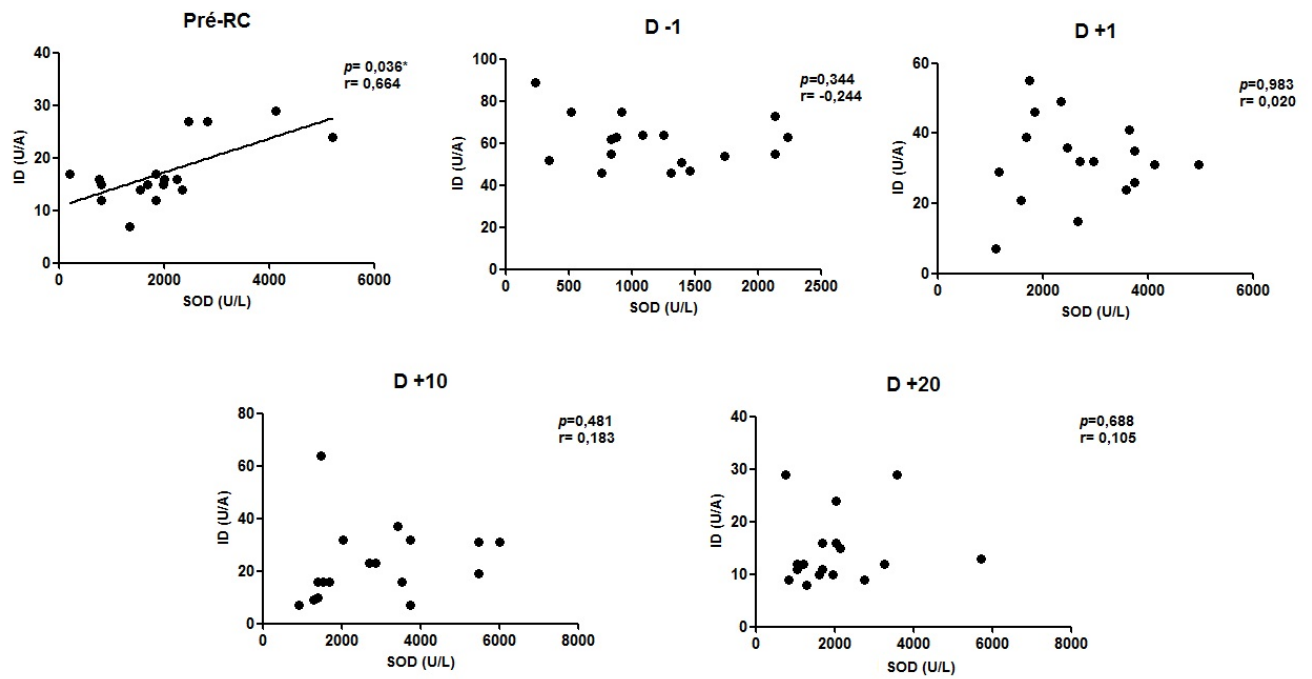 Pré-RC
p= 0,036*
r= 0,664
40
30
20
10
0
ID (U/A)
0 2000 4000 6000
SOD (U/L)
D -1
p=0,344
r= -0,244
100
80
60
40
20
0
ID (U/A)
0 500 1000 1500 2000 2500
SOD (U/L)
D +1
p=0,983
r= 0,020
60
40
20
0
ID (U/A)
0 2000 4000 6000
SOD (U/L)
D +10
p=0,481
r= 0,183
80
60
40
20
0
ID (U/A)
0 2000 4000 6000 8000
SOD (U/L)
D +20
p=0,688
r= 0,105
40
30
20
10
0
ID (U/A)
0 2000 4000 6000 8000
SOD (U/L)